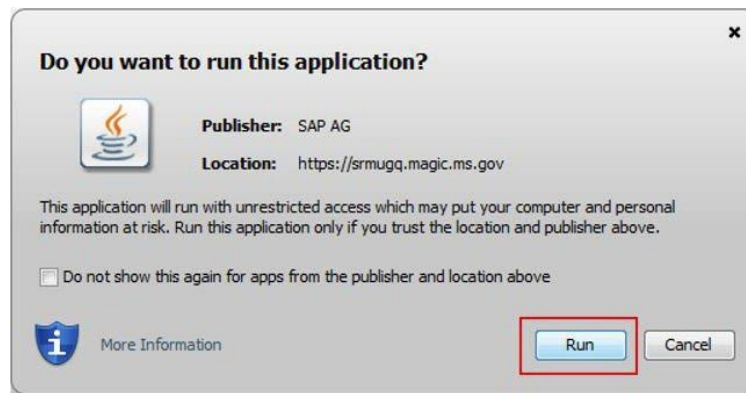 Do you want to run this application?
Publisher: SAP AG
Location: https://srmugq.magic.ms.gov
This application will run with unrestricted access which may put your computer and personal
information at risk. Run this application only if you trust the location and publisher above.
Do not show this again for apps from the publisher and location above
More Information
Run
Cancel